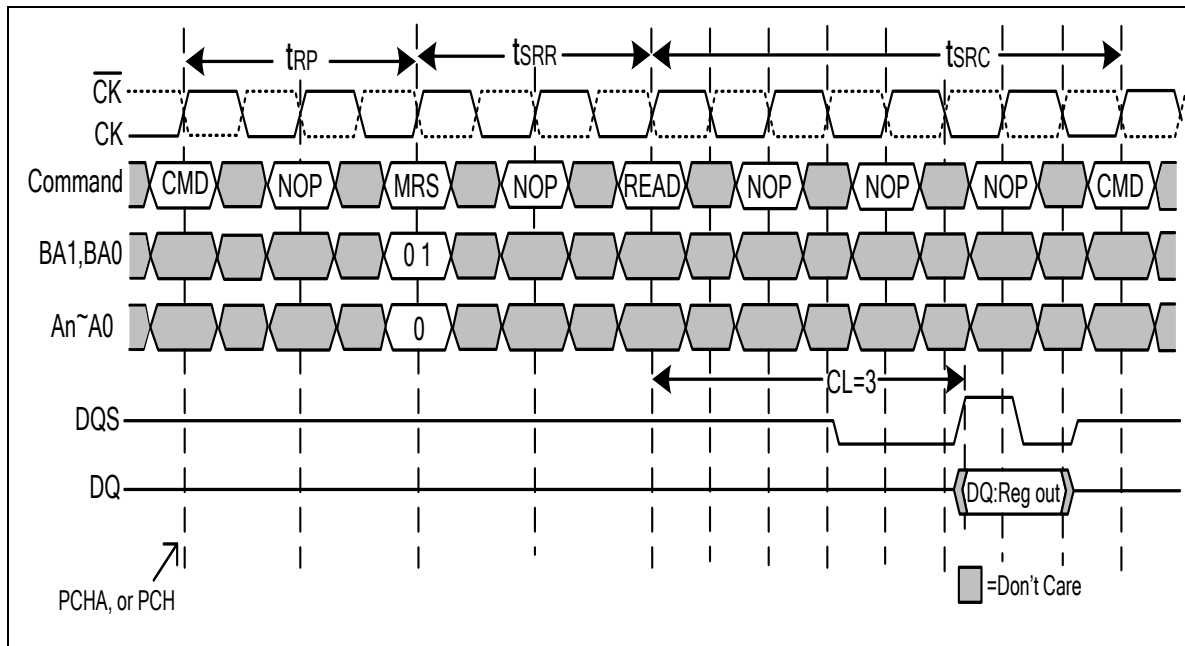 tRP tSRR tSRC
CK
CK
Command CMD NOP MRS NOP READ NOP NOP NOP CMD
BA1,BA0 0 1
An~A0 0
CL=3
DQS
DQ DQ:Reg out
PCHA, or PCH
=Don't Care